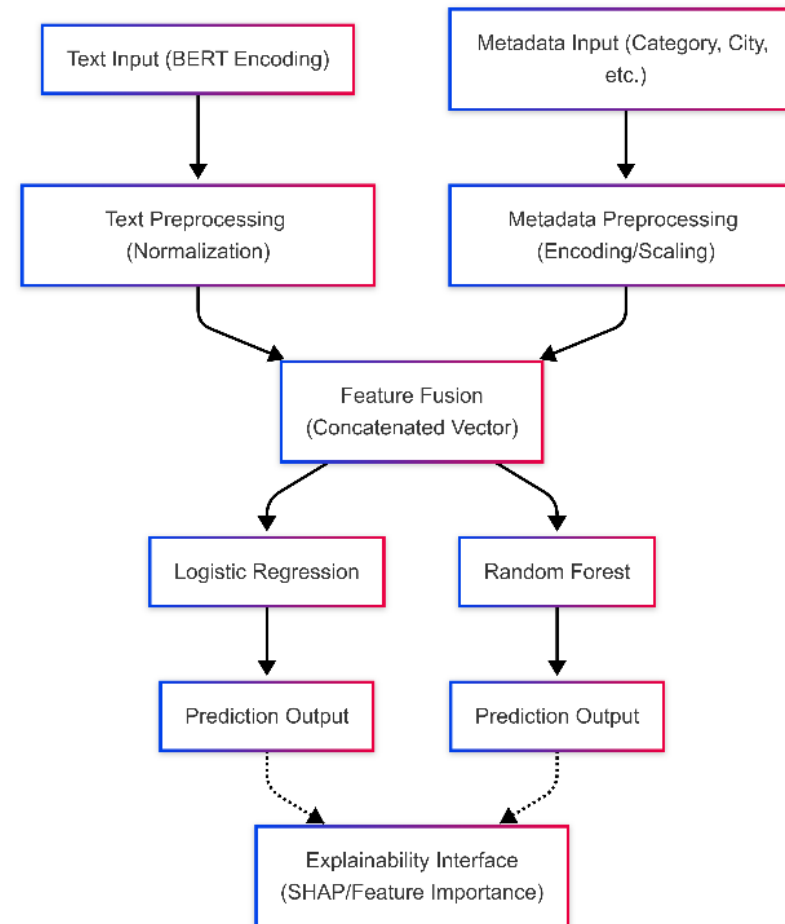 Text Input (BERT Encoding)
Metadata Input (Category, City,
etc.)
Text Preprocessing
(Normalization)
Metadata Preprocessing
(Encoding/Scaling)
Feature Fusion
(Concatenated Vector)
Logistic Regression
Random Forest
Prediction Output
Prediction Output
Explainability Interface
(SHAP/Feature Importance)